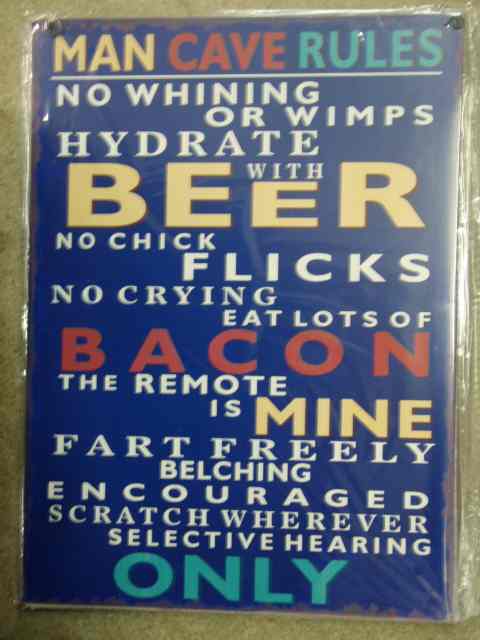 MAN CAVE RULES
NO WHINING
OR WIMPS
HYDRATE
WITH
BEER
NO CHICK
FLICKS
NO CRYING
EAT LOTS OF
BACON
THE REMOTE
IS MINE
FART FREELY
BELCHING
ENCOURAGED
SCRATCH WHEREVER
SELECTIVE HEARING
ONLY